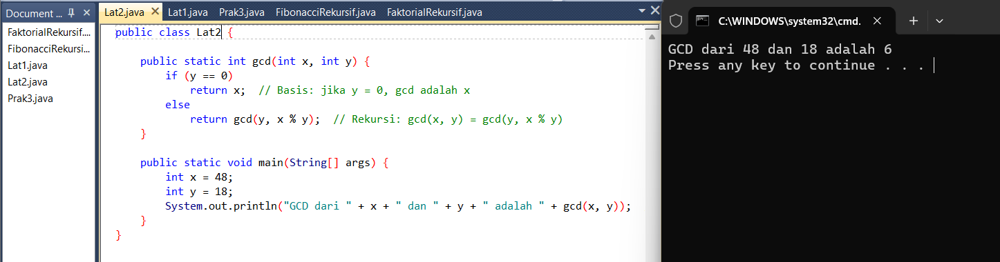 Document ...
FaktorialRekursif....
FibonacciRekursi...
Lat1.java
Lat2.java
Prak3.java
Lat2.java Lat1.java Prak3.java FibonacciRekursif.java FaktorialRekursif.java
public class Lat2 {
public static int gcd(int x, int y) {
if (y == 0)
return x;  // Basis: jika y = 0, gcd adalah x
else
return gcd(y, x % y);  // Rekursi: gcd(x, y) = gcd(y, x % y)
}
public static void main(String[] args) {
int x = 48;
int y = 18;
System.out.println("GCD dari " + x + " dan " + y + " adalah " + gcd(x, y));
}
}
C:\WINDOWS\system32\cmd.
GCD dari 48 dan 18 adalah 6
Press any key to continue . . .